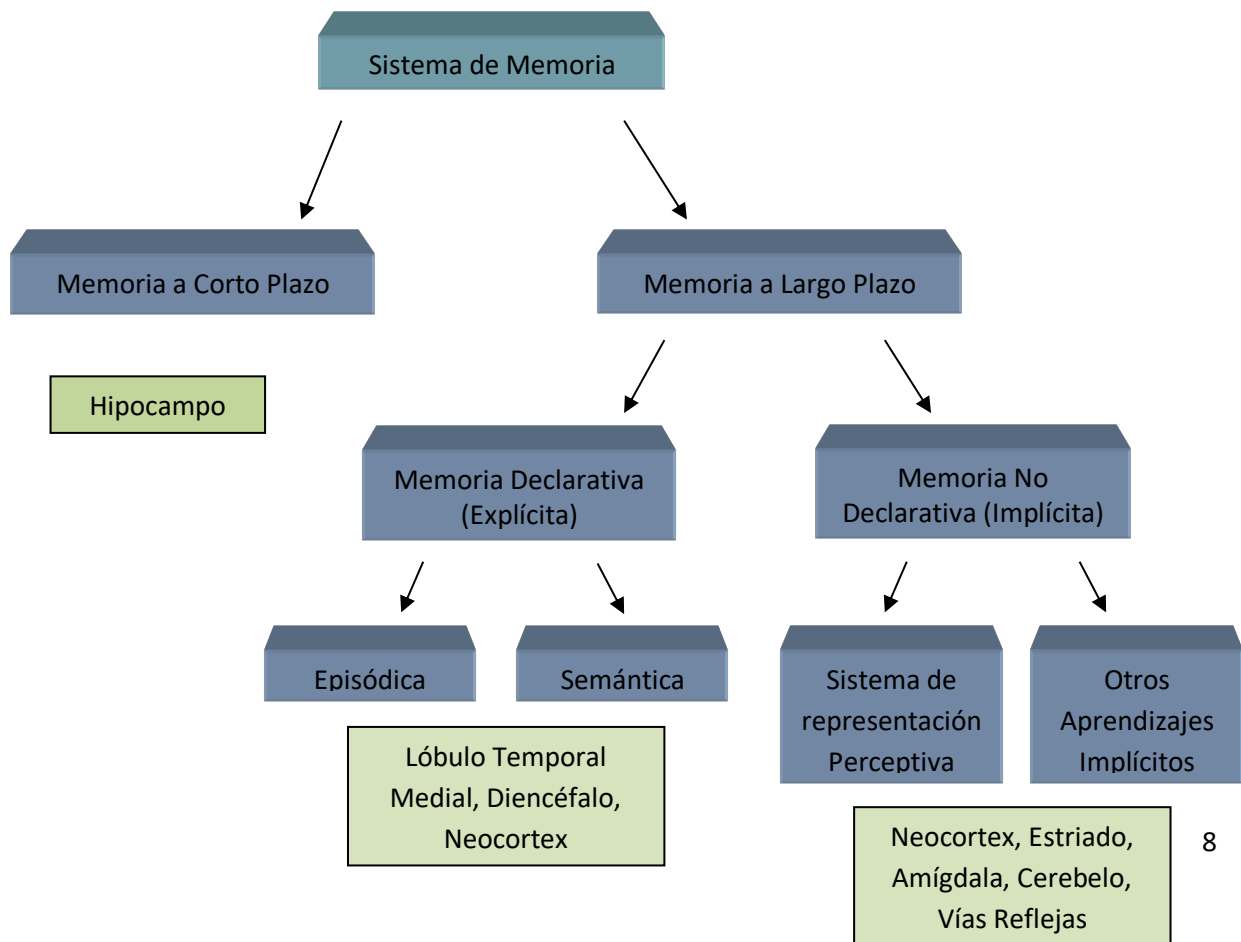 Sistema de Memoria
Memoria a Corto Plazo
Memoria a Largo Plazo
Hipocampo
Memoria Declarativa
(Explícita)
Memoria No
Declarativa (Implícita)
Episódica
Semántica
Sistema de
representación
Perceptiva
Otros
Aprendizajes
Implícitos
Lóbulo Temporal
Medial, Diencéfalo,
Neocortex
Neocortex, Estriado,
Amígdala, Cerebelo,
Vías Reflejas
8